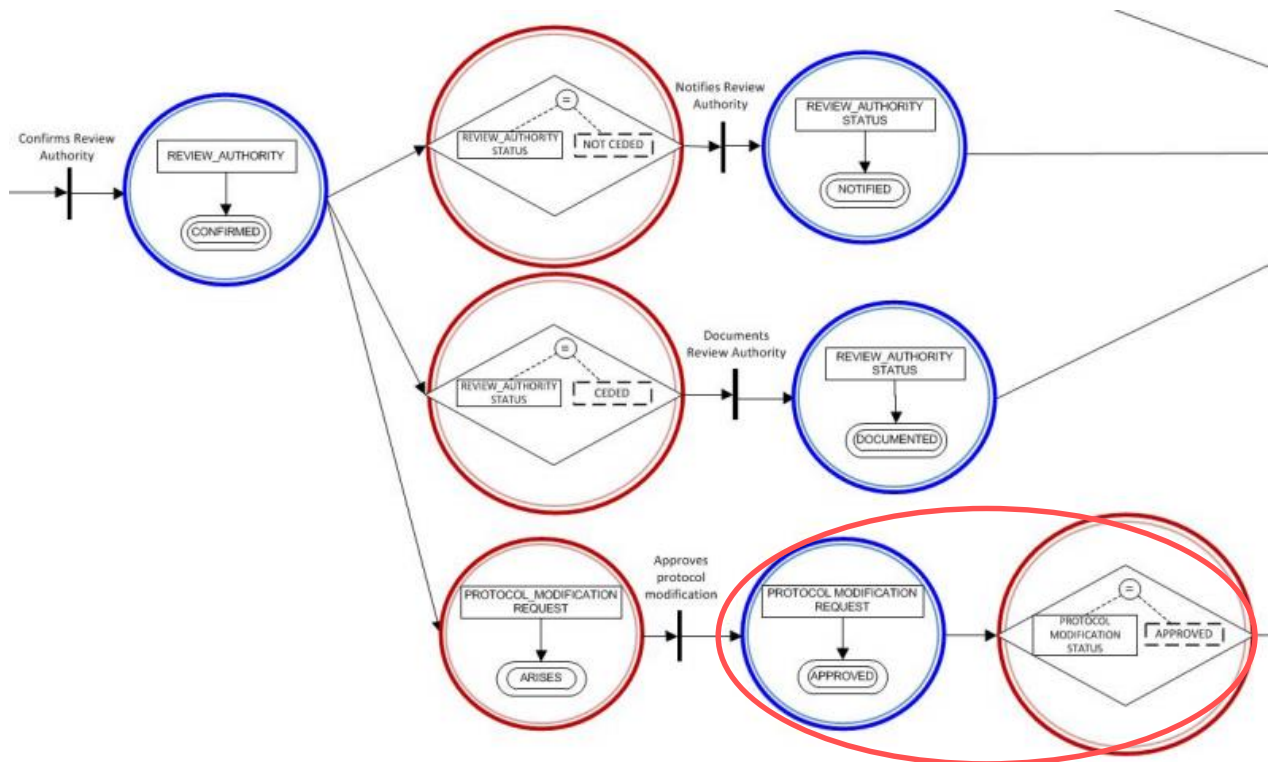 Confirms Review
Authority
REVIEW_AUTHORITY
CONFIRMED
=
REVIEW_AUTHORITY
STATUS
NOT CEDED
Notifies Review
Authority
REVIEW_AUTHORITY
STATUS
NOTIFIED
=
REVIEW_AUTHORITY
STATUS
CEDED
Documents
Review Authority
REVIEW_AUTHORITY
STATUS
DOCUMENTED
PROTOCOL_MODIFICATION
REQUEST
ARISES
Approves
protocol
modification
PROTOCOL MODIFICATION
REQUEST
APPROVED
=
PROTOCOL
MODIFICATION
STATUS
APPROVED